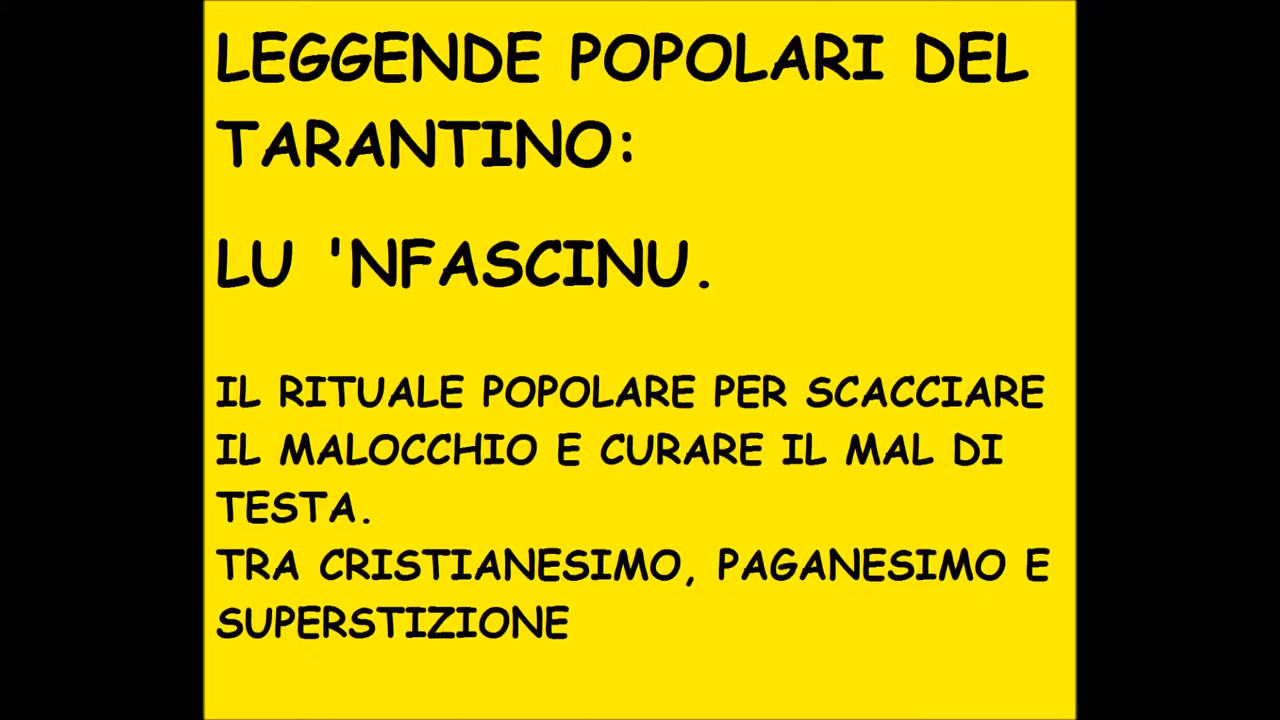 LEGGENDE POPOLARI DEL
TARANTINO:
LU 'NFASCINU.
IL RITUALE POPOLARE PER SCACCIARE
IL MALOCCHIO E CURARE IL MAL DI
TESTA.
TRA CRISTIANESIMO, PAGANESIMO E
SUPERSTIZIONE